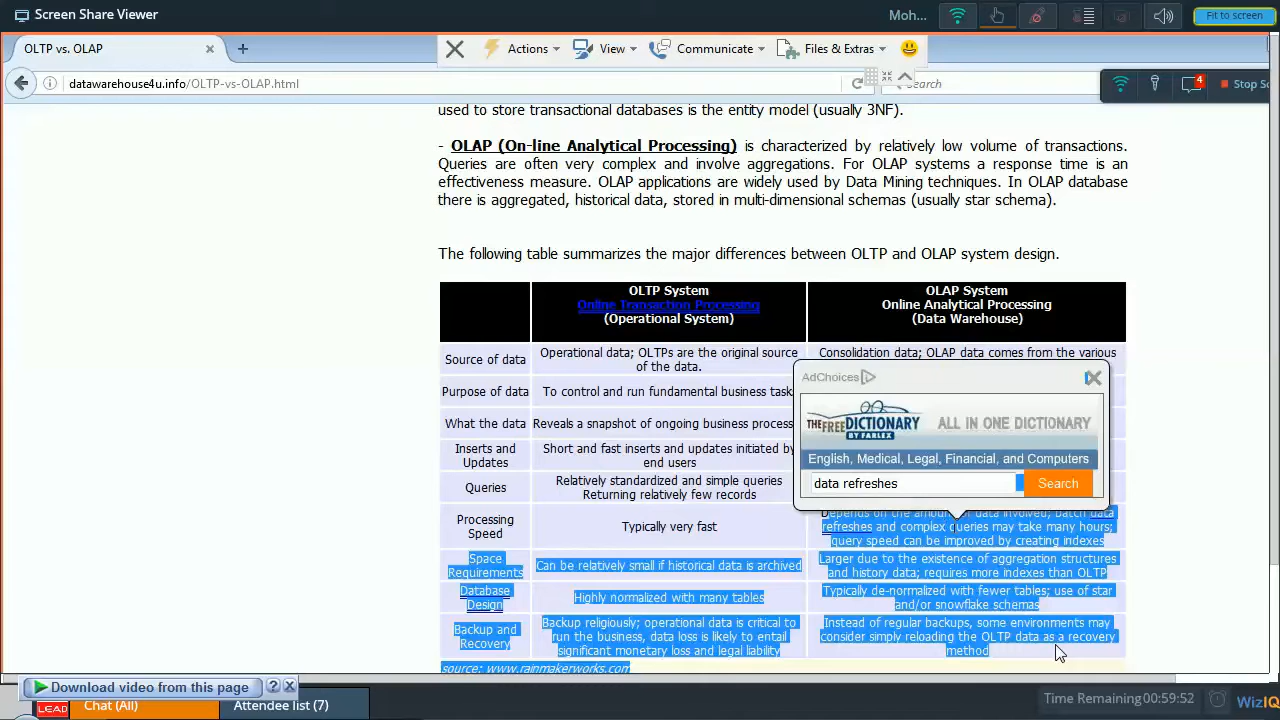 Screen Share Viewer
Moh...
Fit to screen
OLTP vs. OLAP
Actions
View
Communicate
Files & Extras
datawarehouse4u.info/OLTP-vs-OLAP.html
Search
4
Stop Sc
used to store transactional databases is the entity model (usually 3NF).
- OLAP (On-line Analytical Processing) is characterized by relatively low volume of transactions.
Queries are often very complex and involve aggregations. For OLAP systems a response time is an
effectiveness measure. OLAP applications are widely used by Data Mining techniques. In OLAP database
there is aggregated, historical data, stored in multi-dimensional schemas (usually star schema).
The following table summarizes the major differences between OLTP and OLAP system design.
OLTP System
Online Transaction Processing
(Operational System)
OLAP System
Online Analytical Processing
(Data Warehouse)
Source of data
Operational data; OLTPs are the original source
of the data.
Consolidation data; OLAP data comes from the various
Purpose of data
To control and run fundamental business task
What the data
Reveals a snapshot of ongoing business process
Inserts and
Updates
Short and fast inserts and updates initiated by
end users
Queries
Relatively standardized and simple queries
Returning relatively few records
Processing
Speed
Typically very fast
Depends on the amount of data involved; batch data
refreshes and complex queries may take many hours;
query speed can be improved by creating indexes
Space
Requirements
Can be relatively small if historical data is archived
Larger due to the existence of aggregation structures
and history data; requires more indexes than OLTP
Database
Design
Highly normalized with many tables
Typically de-normalized with fewer tables; use of star
and/or snowflake schemas
Backup and
Recovery
Backup religiously; operational data is critical to
run the business, data loss is likely to entail
significant monetary loss and legal liability
Instead of regular backups, some environments may
consider simply reloading the OLTP data as a recovery
method
source: www.rainmakerworks.com
AdChoices
THE FREE DICTIONARY
BY FARLEX
ALL IN ONE DICTIONARY
English, Medical, Legal, Financial, and Computers
data refreshes
Search
Download video from this page
?
LEAD
Chat (All)
Attendee list (7)
Time Remaining 00:59:52
WizIQ